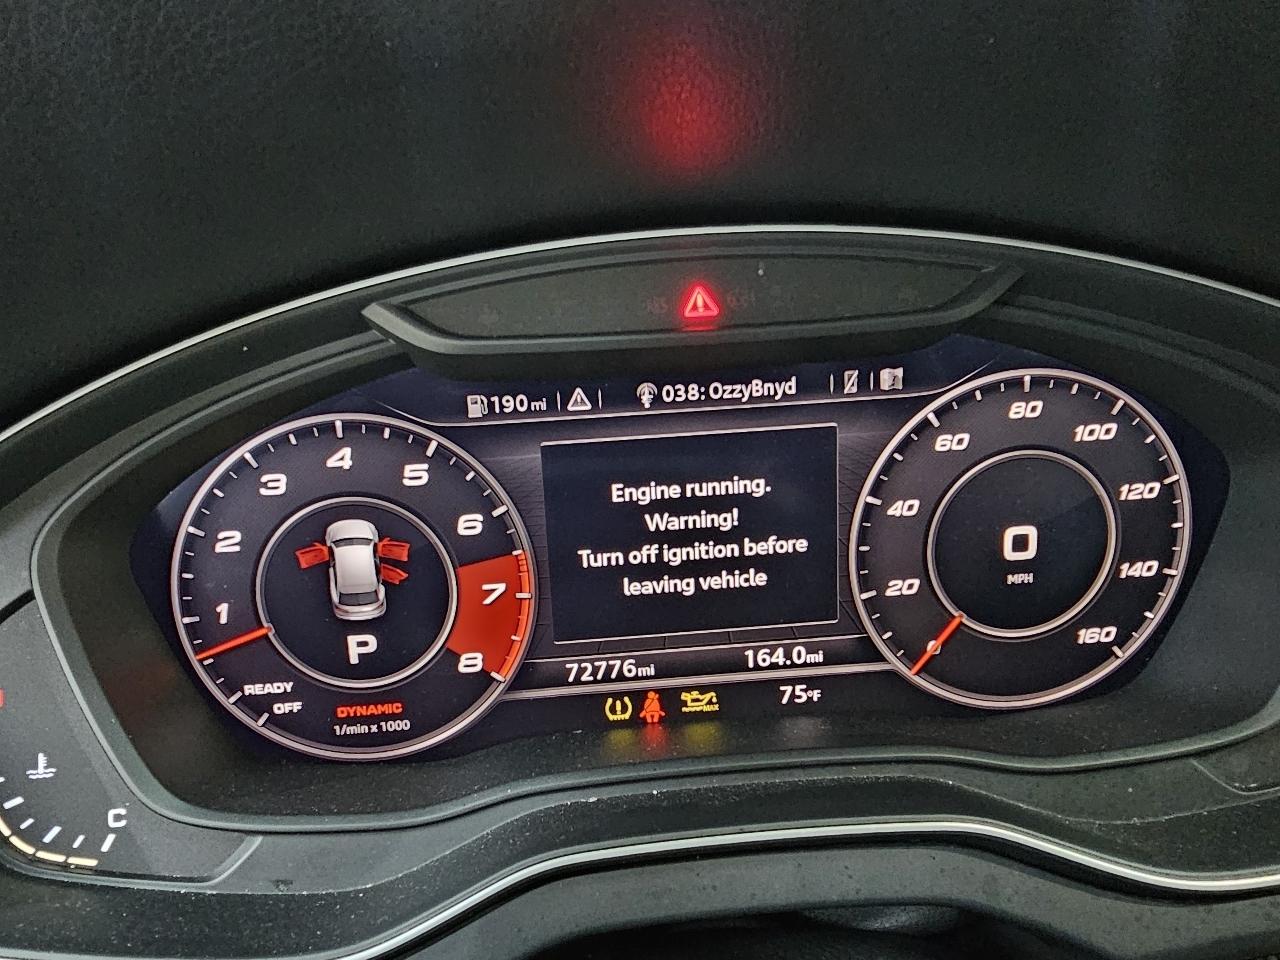 190 mi
038: OzzyBnyd
1
2
3
4
5
6
7
8
P
READY
OFF
DYNAMIC
1/min x 1000
Engine running.
Warning!
Turn off ignition before
leaving vehicle
72776mi
164.0mi
MAX
75°F
0
20
40
60
80
100
120
140
160
0
MPH
C